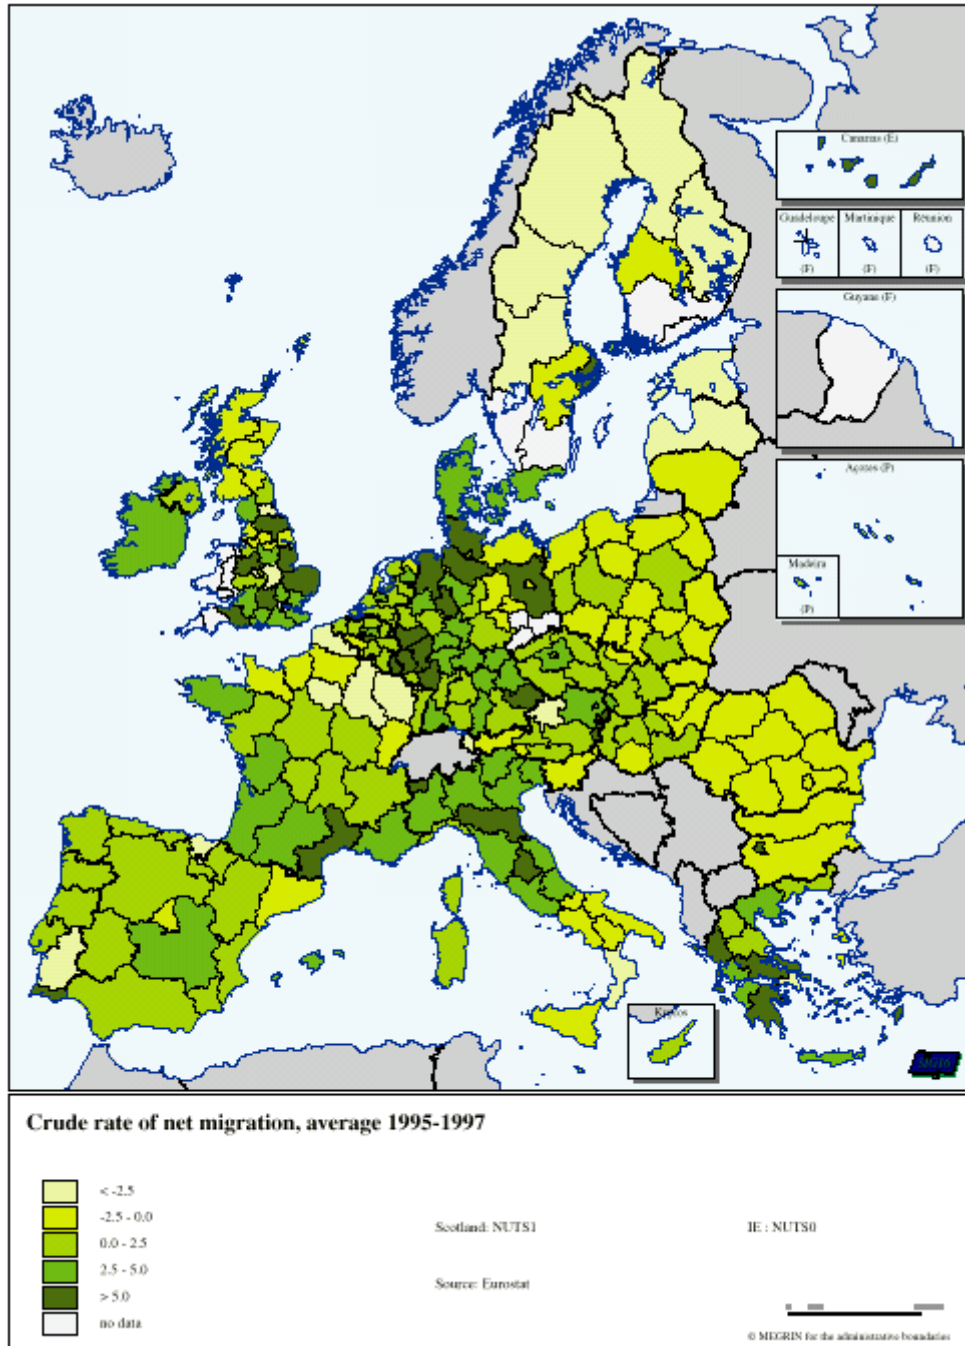 Canarias (E)
Guadeloupe
Martinique
Réunion
(F)
(F)
(F)
Guyane (F)
Açores (P)
Madeira
(P)
Kypros
Crude rate of net migration, average 1995-1997
< -2.5
-2.5 - 0.0
0.0 - 2.5
2.5 - 5.0
> 5.0
no data
Scotland: NUTS1
IE : NUTS0
Source: Eurostat
© MEGRIN for the administrative boundaries